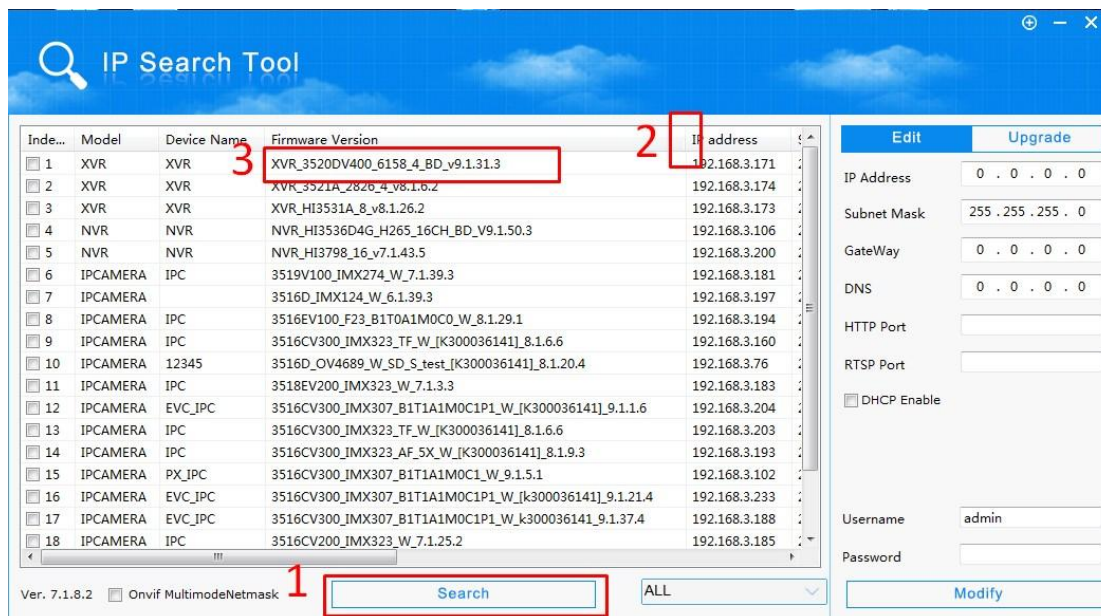 IP Search Tool
Inde... Model Device Name Firmware Version IP address
1 XVR XVR XVR_3520DV400_6158_4_BD_v9.1.31.3 192.168.3.171
2 XVR XVR XVR_3521A_2826_4_v8.1.6.2 192.168.3.174
3 XVR XVR XVR_HI3531A_8_v8.1.26.2 192.168.3.173
4 NVR NVR NVR_HI3536D4G_H265_16CH_BD_V9.1.50.3 192.168.3.106
5 NVR NVR NVR_HI3798_16_v7.1.43.5 192.168.3.200
6 IPCAMERA IPC 3519V100_IMX274_W_7.1.39.3 192.168.3.181
7 IPCAMERA 3516D_IMX124_W_6.1.39.3 192.168.3.197
8 IPCAMERA IPC 3516EV100_F23_B1T0A1M0C0_W_8.1.29.1 192.168.3.194
9 IPCAMERA IPC 3516CV300_IMX323_TF_W_[K300036141]_8.1.6.6 192.168.3.160
10 IPCAMERA 12345 3516D_OV4689_W_SD_S_test_[K300036141]_8.1.20.4 192.168.3.76
11 IPCAMERA IPC 3518EV200_IMX323_W_7.1.3.3 192.168.3.183
12 IPCAMERA EVC_IPC 3516CV300_IMX307_B1T1A1M0C1P1_W_[K300036141]_9.1.1.6 192.168.3.204
13 IPCAMERA IPC 3516CV300_IMX323_TF_W_[K300036141]_8.1.6.6 192.168.3.203
14 IPCAMERA IPC 3516CV300_IMX323_AF_5X_W_[K300036141]_8.1.9.3 192.168.3.193
15 IPCAMERA PX_IPC 3516CV300_IMX307_B1T1A1M0C1_W_9.1.5.1 192.168.3.102
16 IPCAMERA EVC_IPC 3516CV300_IMX307_B1T1A1M0C1P1_W_[k300036141]_9.1.21.4 192.168.3.233
17 IPCAMERA EVC_IPC 3516CV300_IMX307_B1T1A1M0C1P1_W_k300036141_9.1.37.4 192.168.3.188
18 IPCAMERA IPC 3516CV200_IMX323_W_7.1.25.2 192.168.3.185
3
2
1
Ver. 7.1.8.2 Onvif MultimodeNetmask Search ALL
Edit Upgrade
IP Address 0 . 0 . 0 . 0
Subnet Mask 255 . 255 . 255 . 0
GateWay 0 . 0 . 0 . 0
DNS 0 . 0 . 0 . 0
HTTP Port
RTSP Port
DHCP Enable
Username admin
Password
Modify